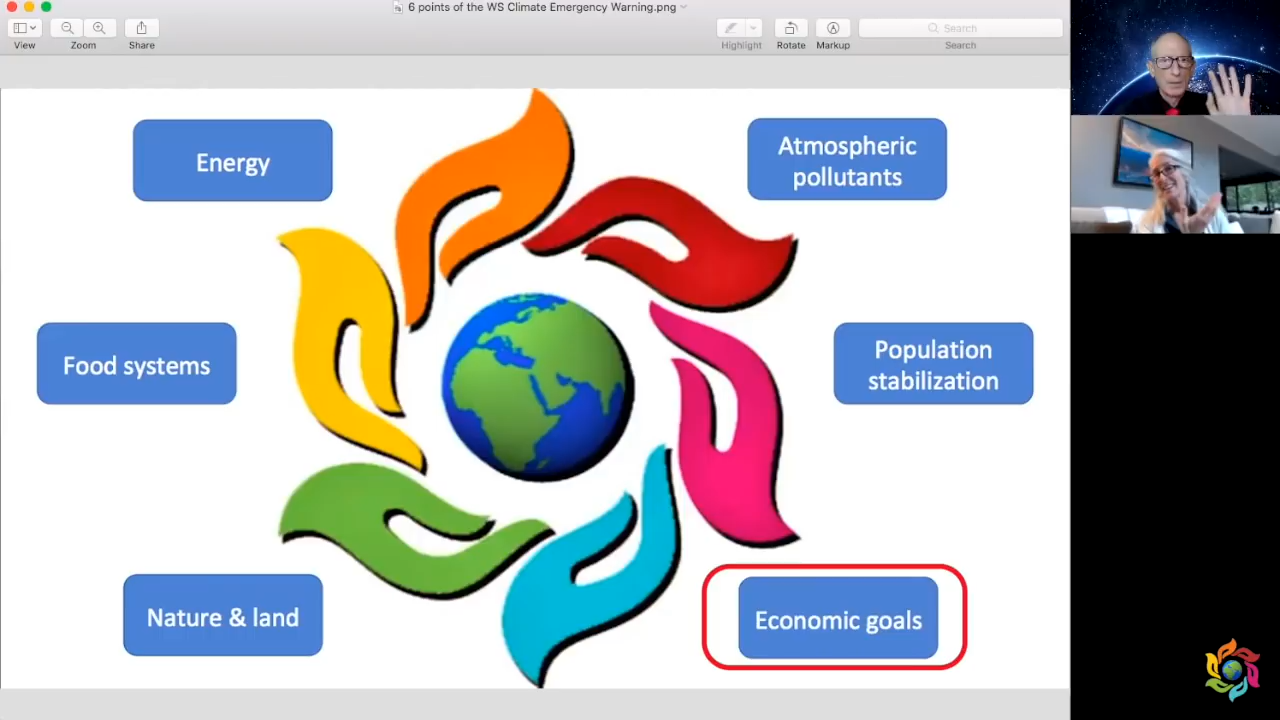 6 points of the WS Climate Emergency Warning.png
View
Zoom
Share
Highlight
Rotate
Markup
Search
Search
Energy
Atmospheric
pollutants
Food systems
Population
stabilization
Nature & land
Economic goals